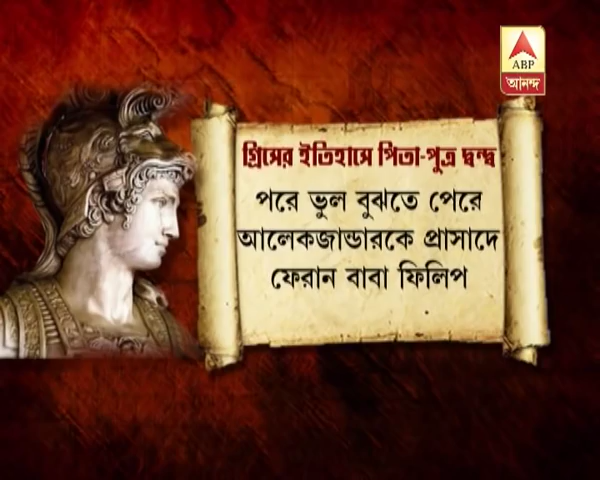 ABP
আনন্দ
গ্রিসের ইতিহাসে পিতা-পুত্র দ্বন্দ্ব
পরে ভুল বুঝতে পেরে
আলেকজান্ডারকে প্রাসাদে
ফেরান বাবা ফিলিপ